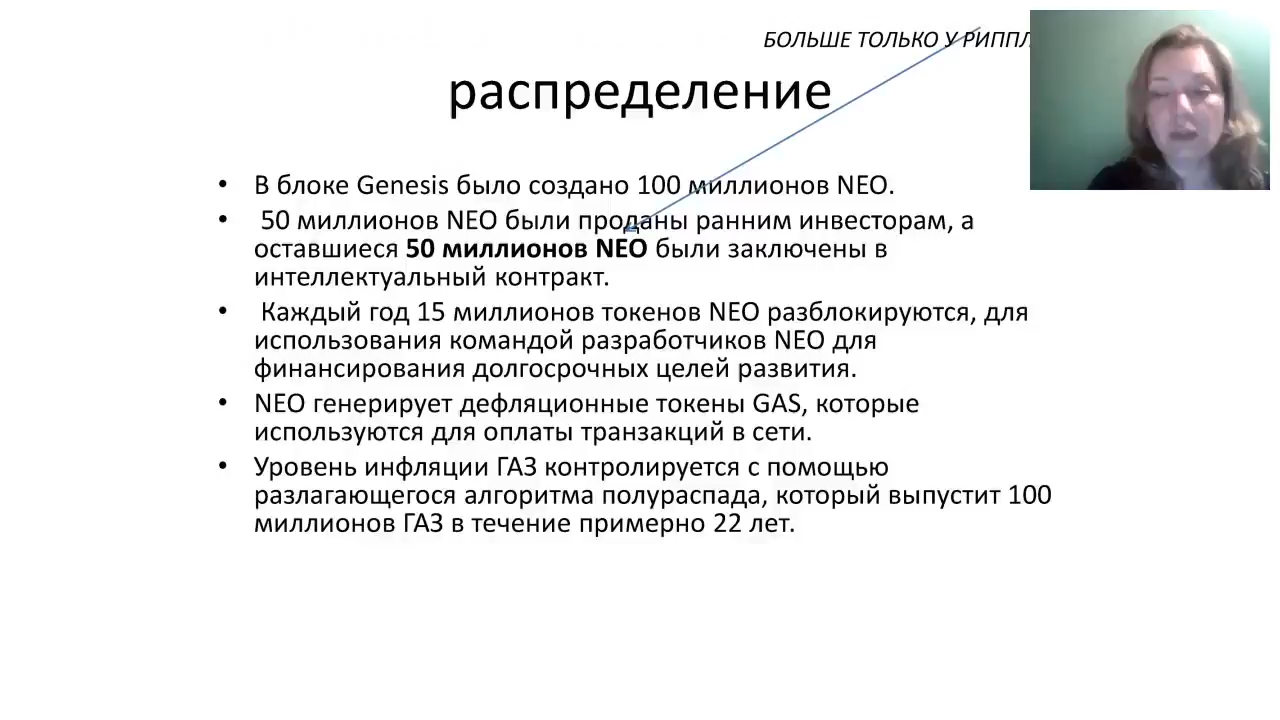 БОЛЬШЕ ТОЛЬКО У
распределение
• В блоке Genesis было создано 100 миллионов NEO.
• 50 миллионов NEO были проданы ранним инвесторам, а
оставшиеся 50 миллионов NEO были заключены в
интеллектуальный контракт.
• Каждый год 15 миллионов токенов NEO разблокируются, для
использования командой разработчиков NEO для
финансирования долгосрочных целей развития.
• NEO генерирует дефляционные токены GAS, которые
используются для оплаты транзакций в сети.
• Уровень инфляции ГАЗ контролируется с помощью
разлагающегося алгоритма полураспада, который выпустит 100
миллионов ГАЗ в течение примерно 22 лет.